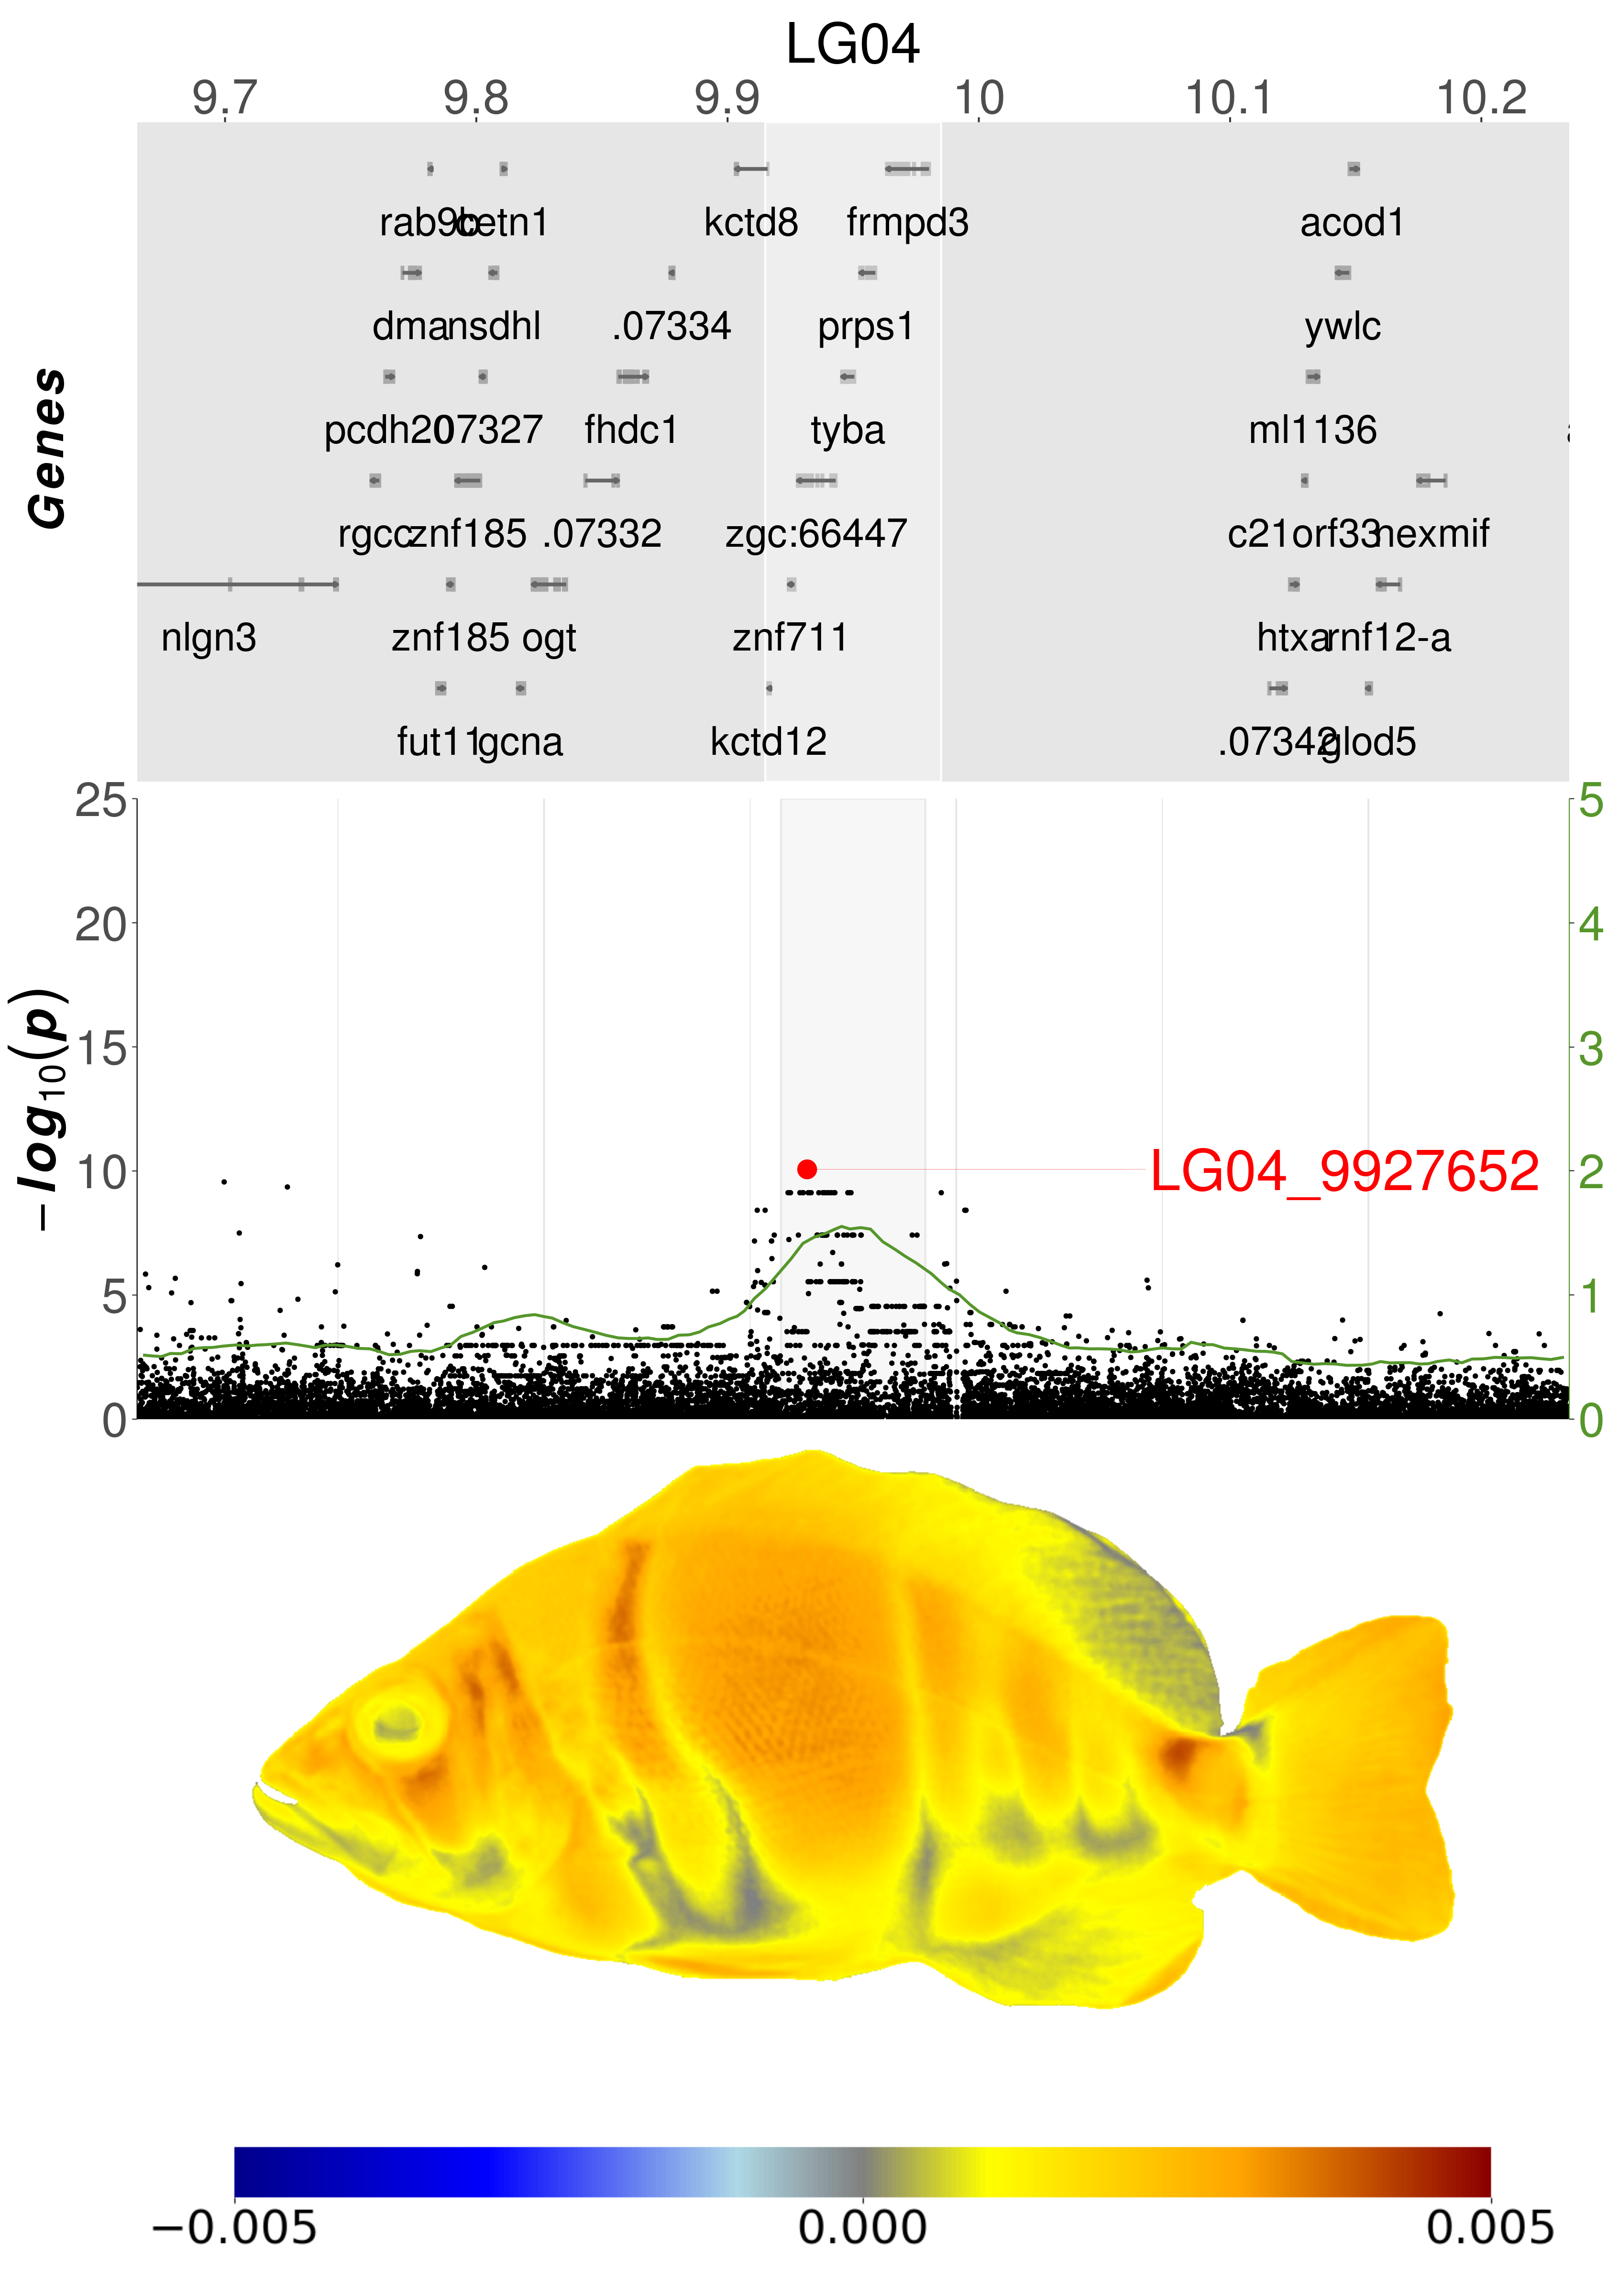 LG04
9.7 9.8 9.9 10 10.1 10.2
Genes
rab9b cetn1 kctd8 frmpd3 acod1
dma nsdhl .07334 prps1 ywlc
pcdh20 07327 fhdc1 tyba ml1136
rgcc znf185 .07332 zgc:66447 c21orf33 nexmif
nlgn3 znf185 ogt znf711 htxa rnf12-a
fut11 gcna kctd12 .07342 glod5
25 5
20 4
15 3
10 2
5 1
0 0
−log10(p)
LG04_9927652
−0.005 0.000 0.005